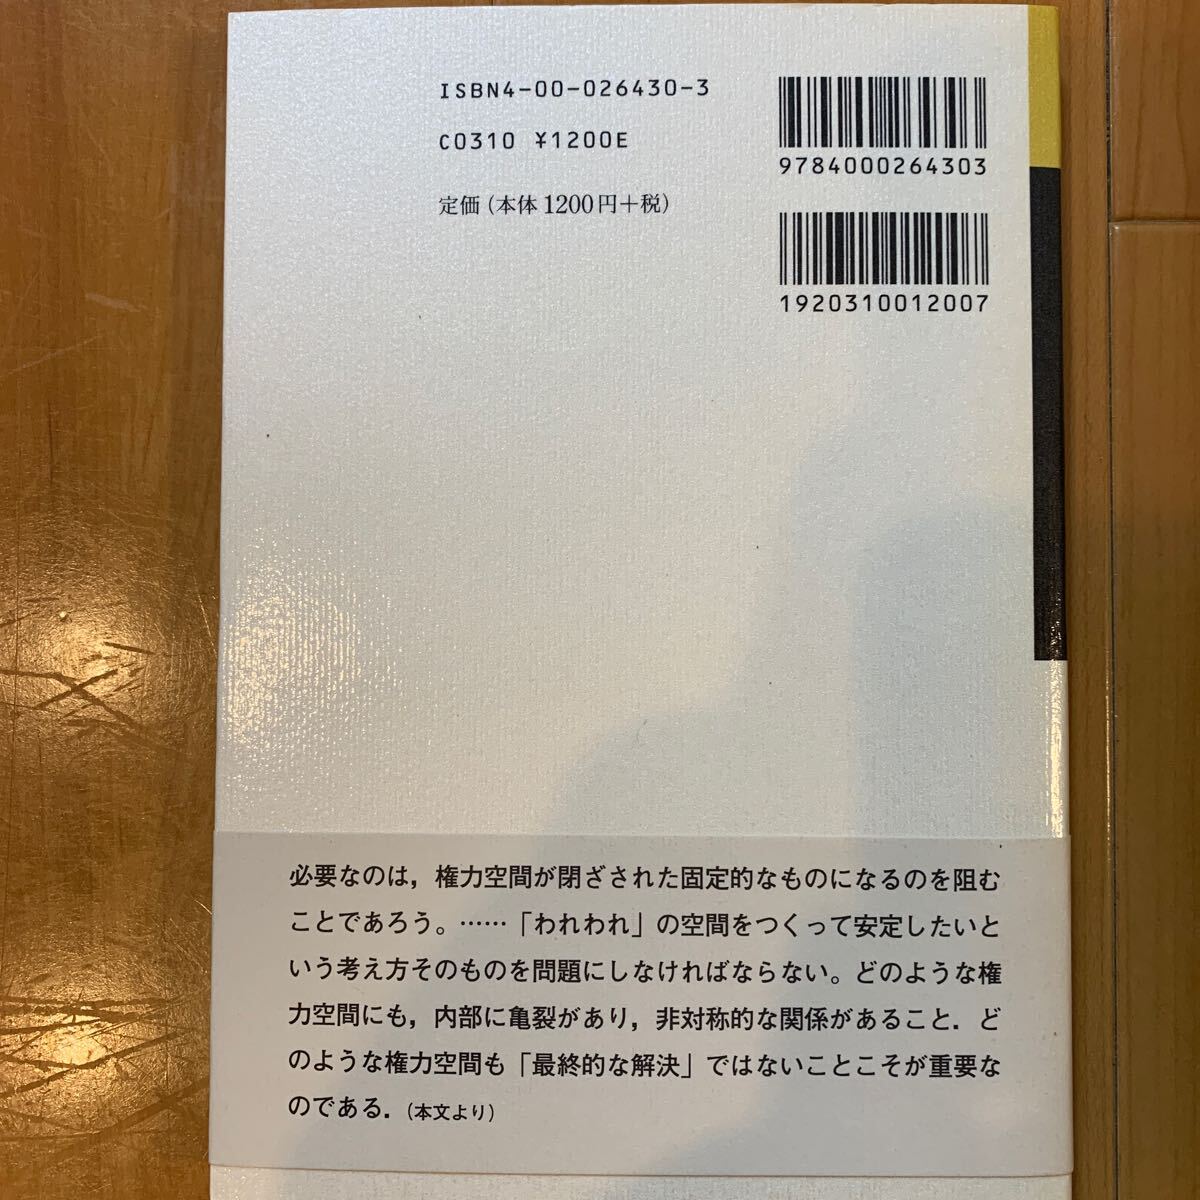 ISBN4-00-026430-3
C0310 ¥1200E
定価(本体1200円+税)
9784000264303
1920310012007
必要なのは，権力空間が閉ざされた固定的なものになるのを阻む
ことであろう。……「われわれ」の空間をつくって安定したいと
いう考え方そのものを問題にしなければならない。どのような権
力空間にも，内部に亀裂があり，非対称的な関係があること．ど
のような権力空間も「最終的な解決」ではないことこそが重要な
のである．(本文より)